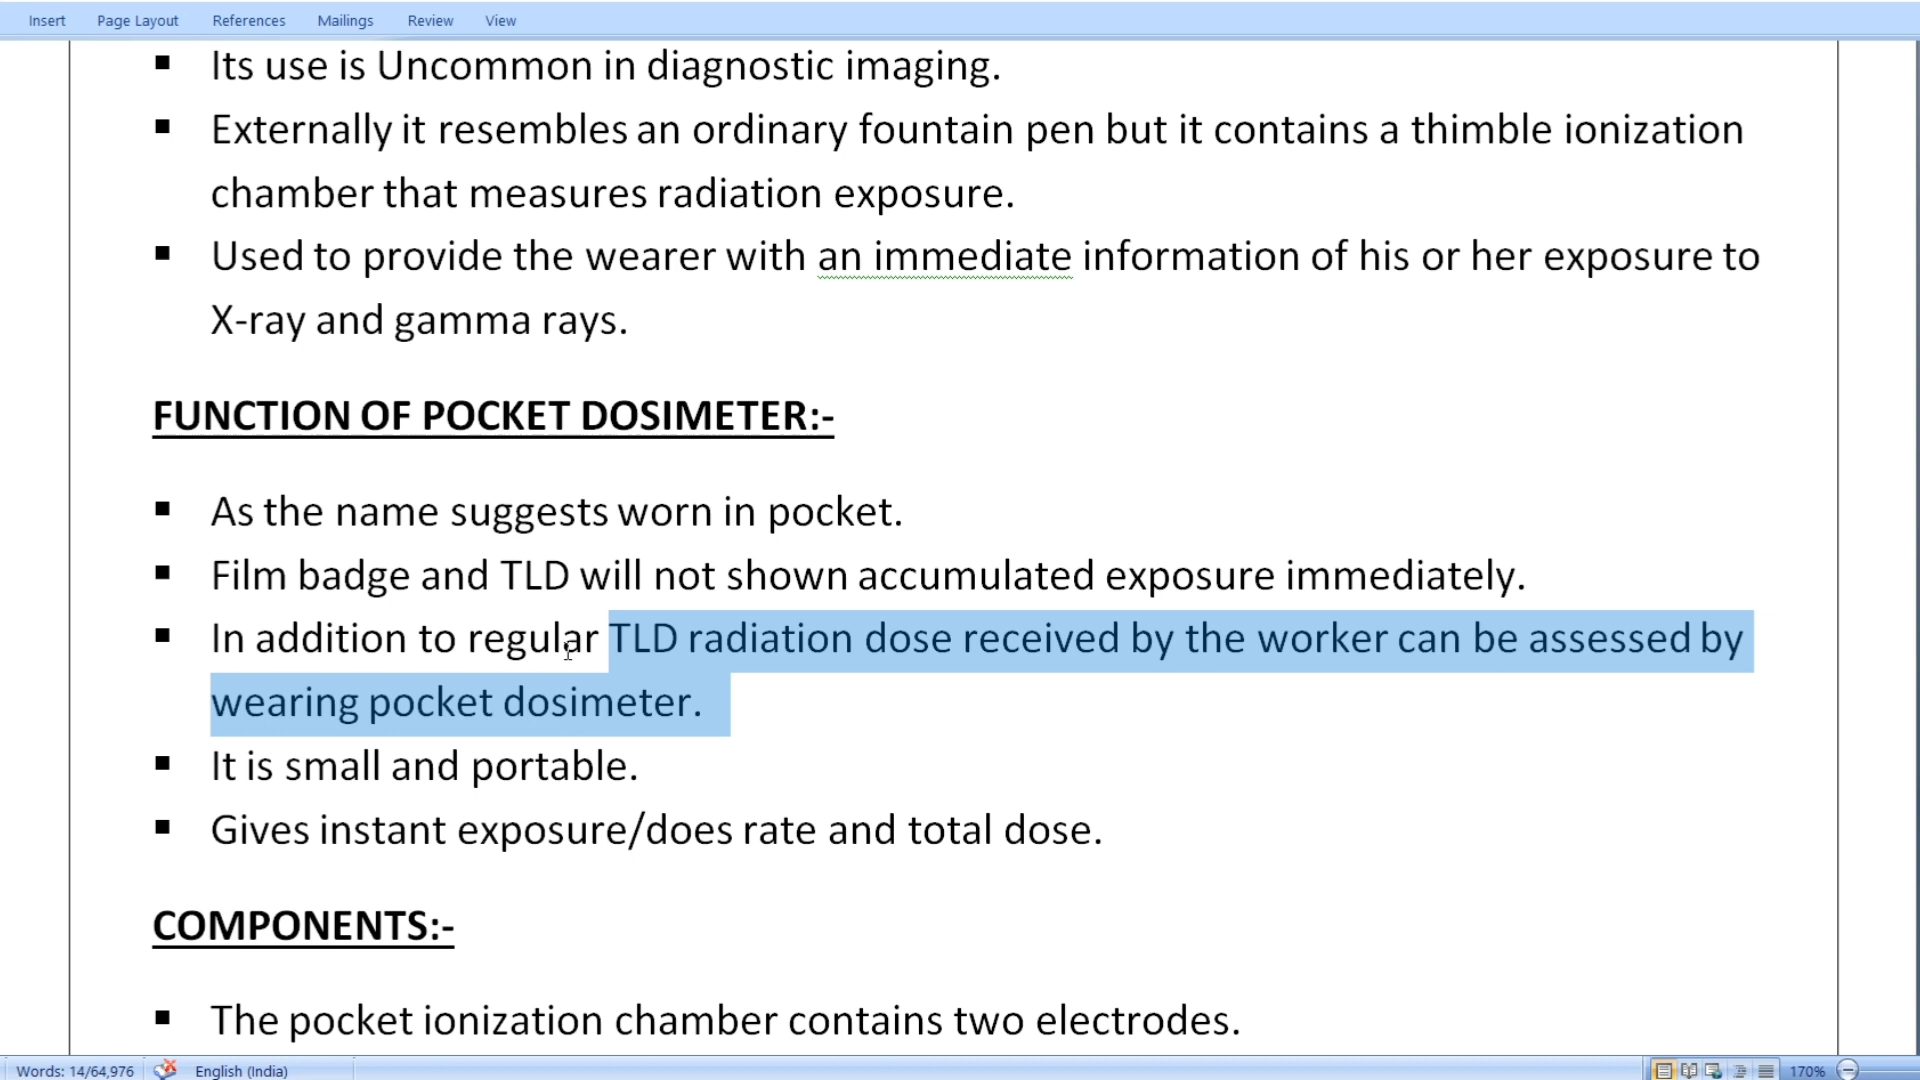 Insert Page Layout References Mailings Review View
▪ Its use is Uncommon in diagnostic imaging.
▪ Externally it resembles an ordinary fountain pen but it contains a thimble ionization
chamber that measures radiation exposure.
▪ Used to provide the wearer with an immediate information of his or her exposure to
X-ray and gamma rays.
FUNCTION OF POCKET DOSIMETER:-
▪ As the name suggests worn in pocket.
▪ Film badge and TLD will not shown accumulated exposure immediately.
▪ In addition to regular TLD radiation dose received by the worker can be assessed by
wearing pocket dosimeter.
▪ It is small and portable.
▪ Gives instant exposure/does rate and total dose.
COMPONENTS:-
▪ The pocket ionization chamber contains two electrodes.
Words: 14/64,976 English (India) 170%